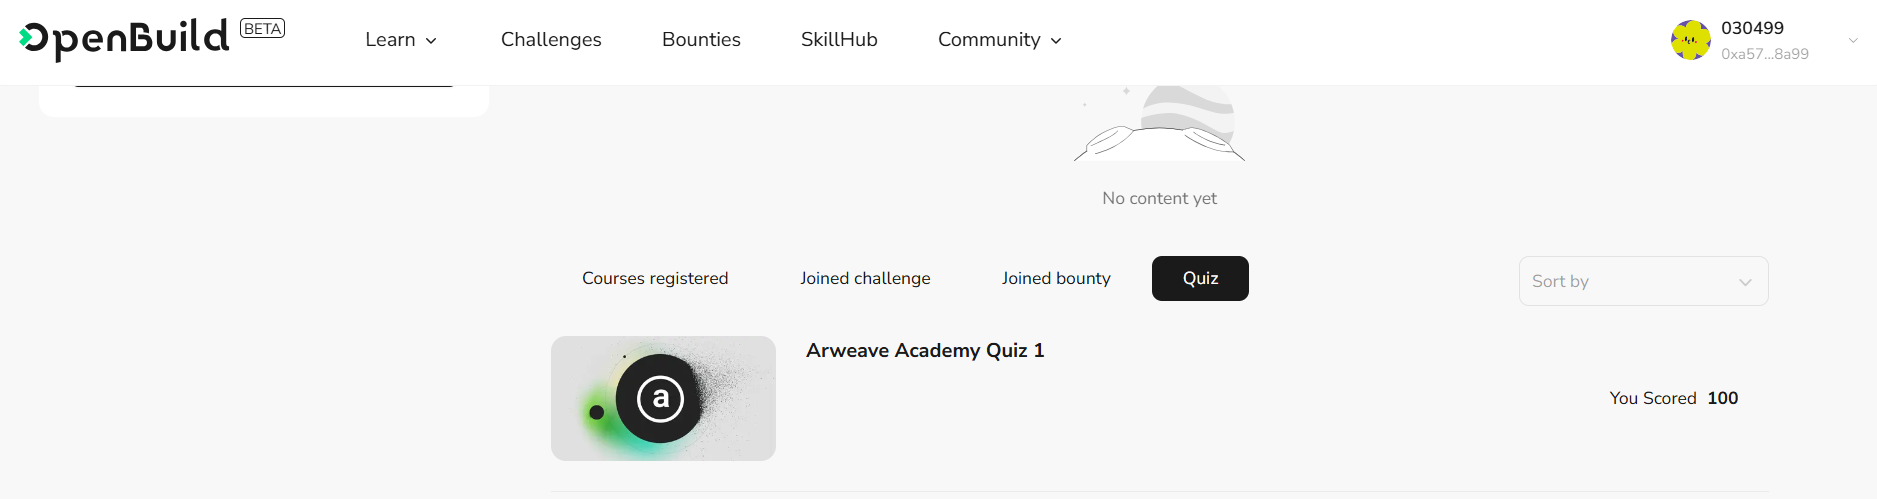 OpenBuild BETA
Learn Challenges Bounties SkillHub Community
030499
0xa57...8a99
No content yet
Courses registered Joined challenge Joined bounty Quiz Sort by
Arweave Academy Quiz 1
a
You Scored 100